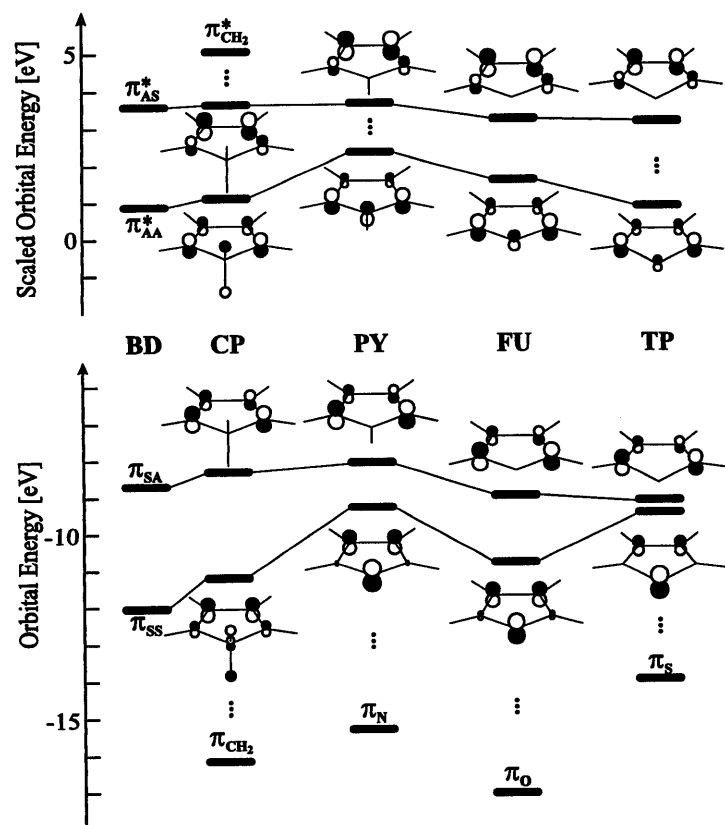 Scaled Orbital Energy [eV]
5
0
π*CH₂
π*AS
π*AA
BD CP PY FU TP
Orbital Energy [eV]
-10
-15
πSA
πSS
πCH₂
πN
πO
πS